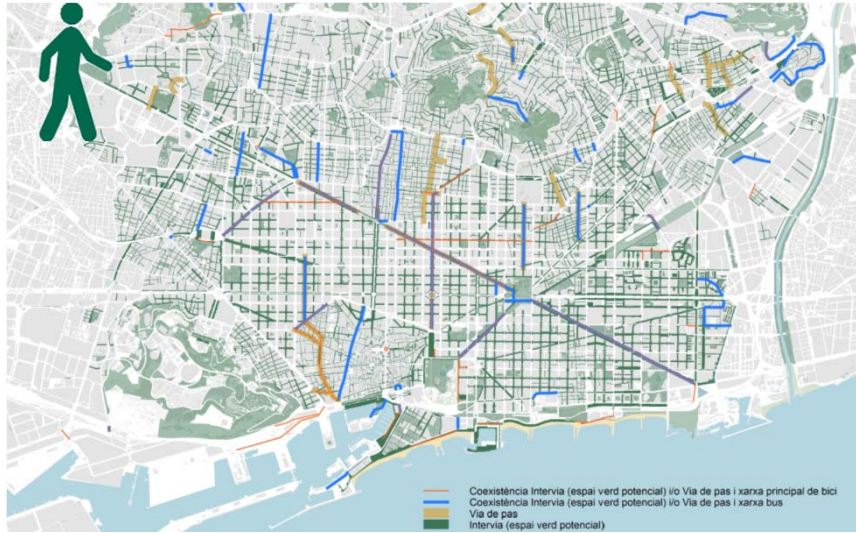 Coexistència Intervia (espai verd potencial) i/o Via de pas i xarxa principal de bici
Coexistència Intervia (espai verd potencial) i/o Via de pas i xarxa bus
Via de pas
Intervia (espai verd potencial)